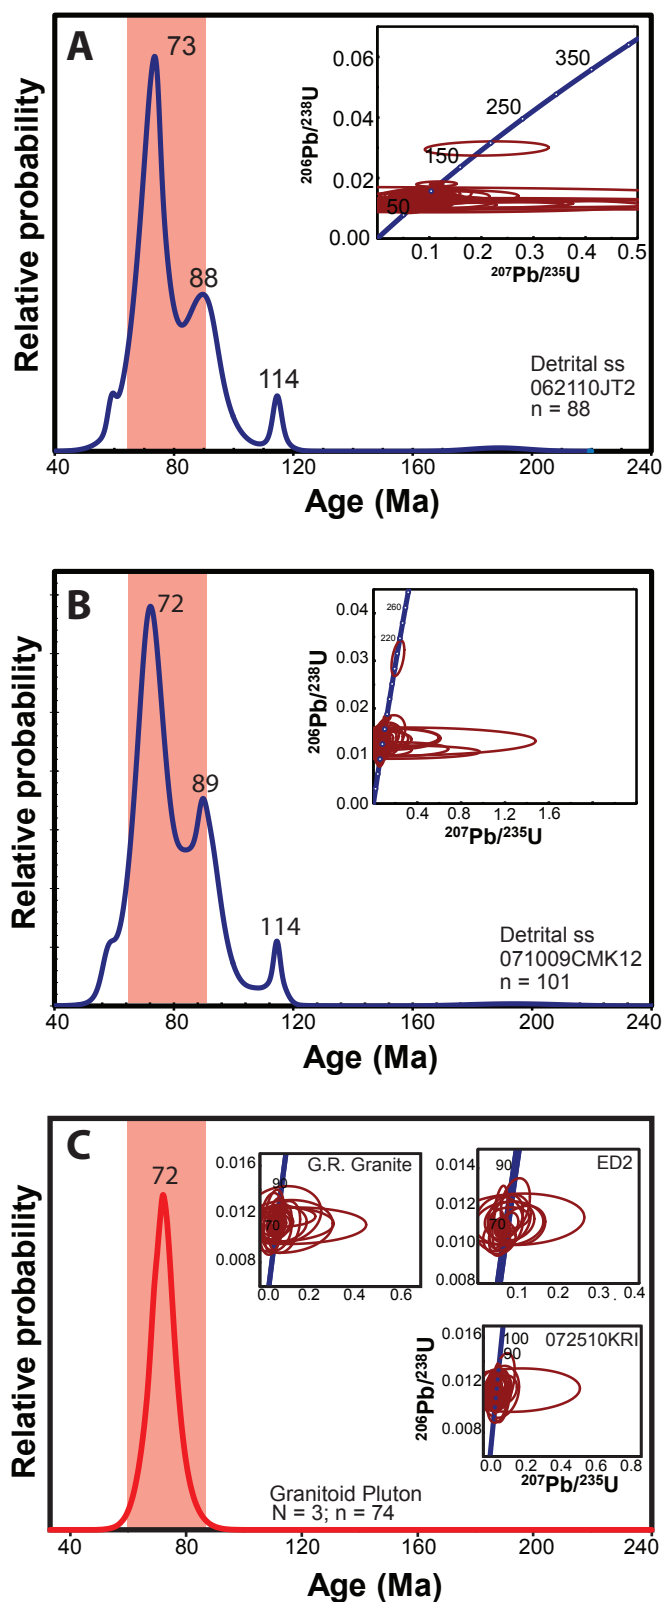 A
73
88
114
Relative probability
Detrital ss
062110JT2
n = 88
40 80 120 160 200 240
Age (Ma)
206Pb/238U
0.06
0.04
0.02
0.00
350
250
150
50
0.1 0.2 0.3 0.4 0.5
207Pb/235U
B
72
89
114
Relative probability
Detrital ss
071009CMK12
n = 101
40 80 120 160 200 240
Age (Ma)
206Pb/238U
0.04
0.03
0.02
0.01
0.00
260
220
0.4 0.8 1.2 1.6
207Pb/235U
C
72
Relative probability
Granitoid Pluton
N = 3; n = 74
40 80 120 160 200 240
Age (Ma)
G.R. Granite
0.016
0.012
0.008
90
70
0.0 0.2 0.4 0.6
ED2
0.014
0.012
0.010
0.008
90
70
0.1 0.2 0.3 0.4
072510KRI
206Pb/238U
0.016
0.012
0.008
100
90
0.0 0.2 0.4 0.6 0.8
207Pb/235U